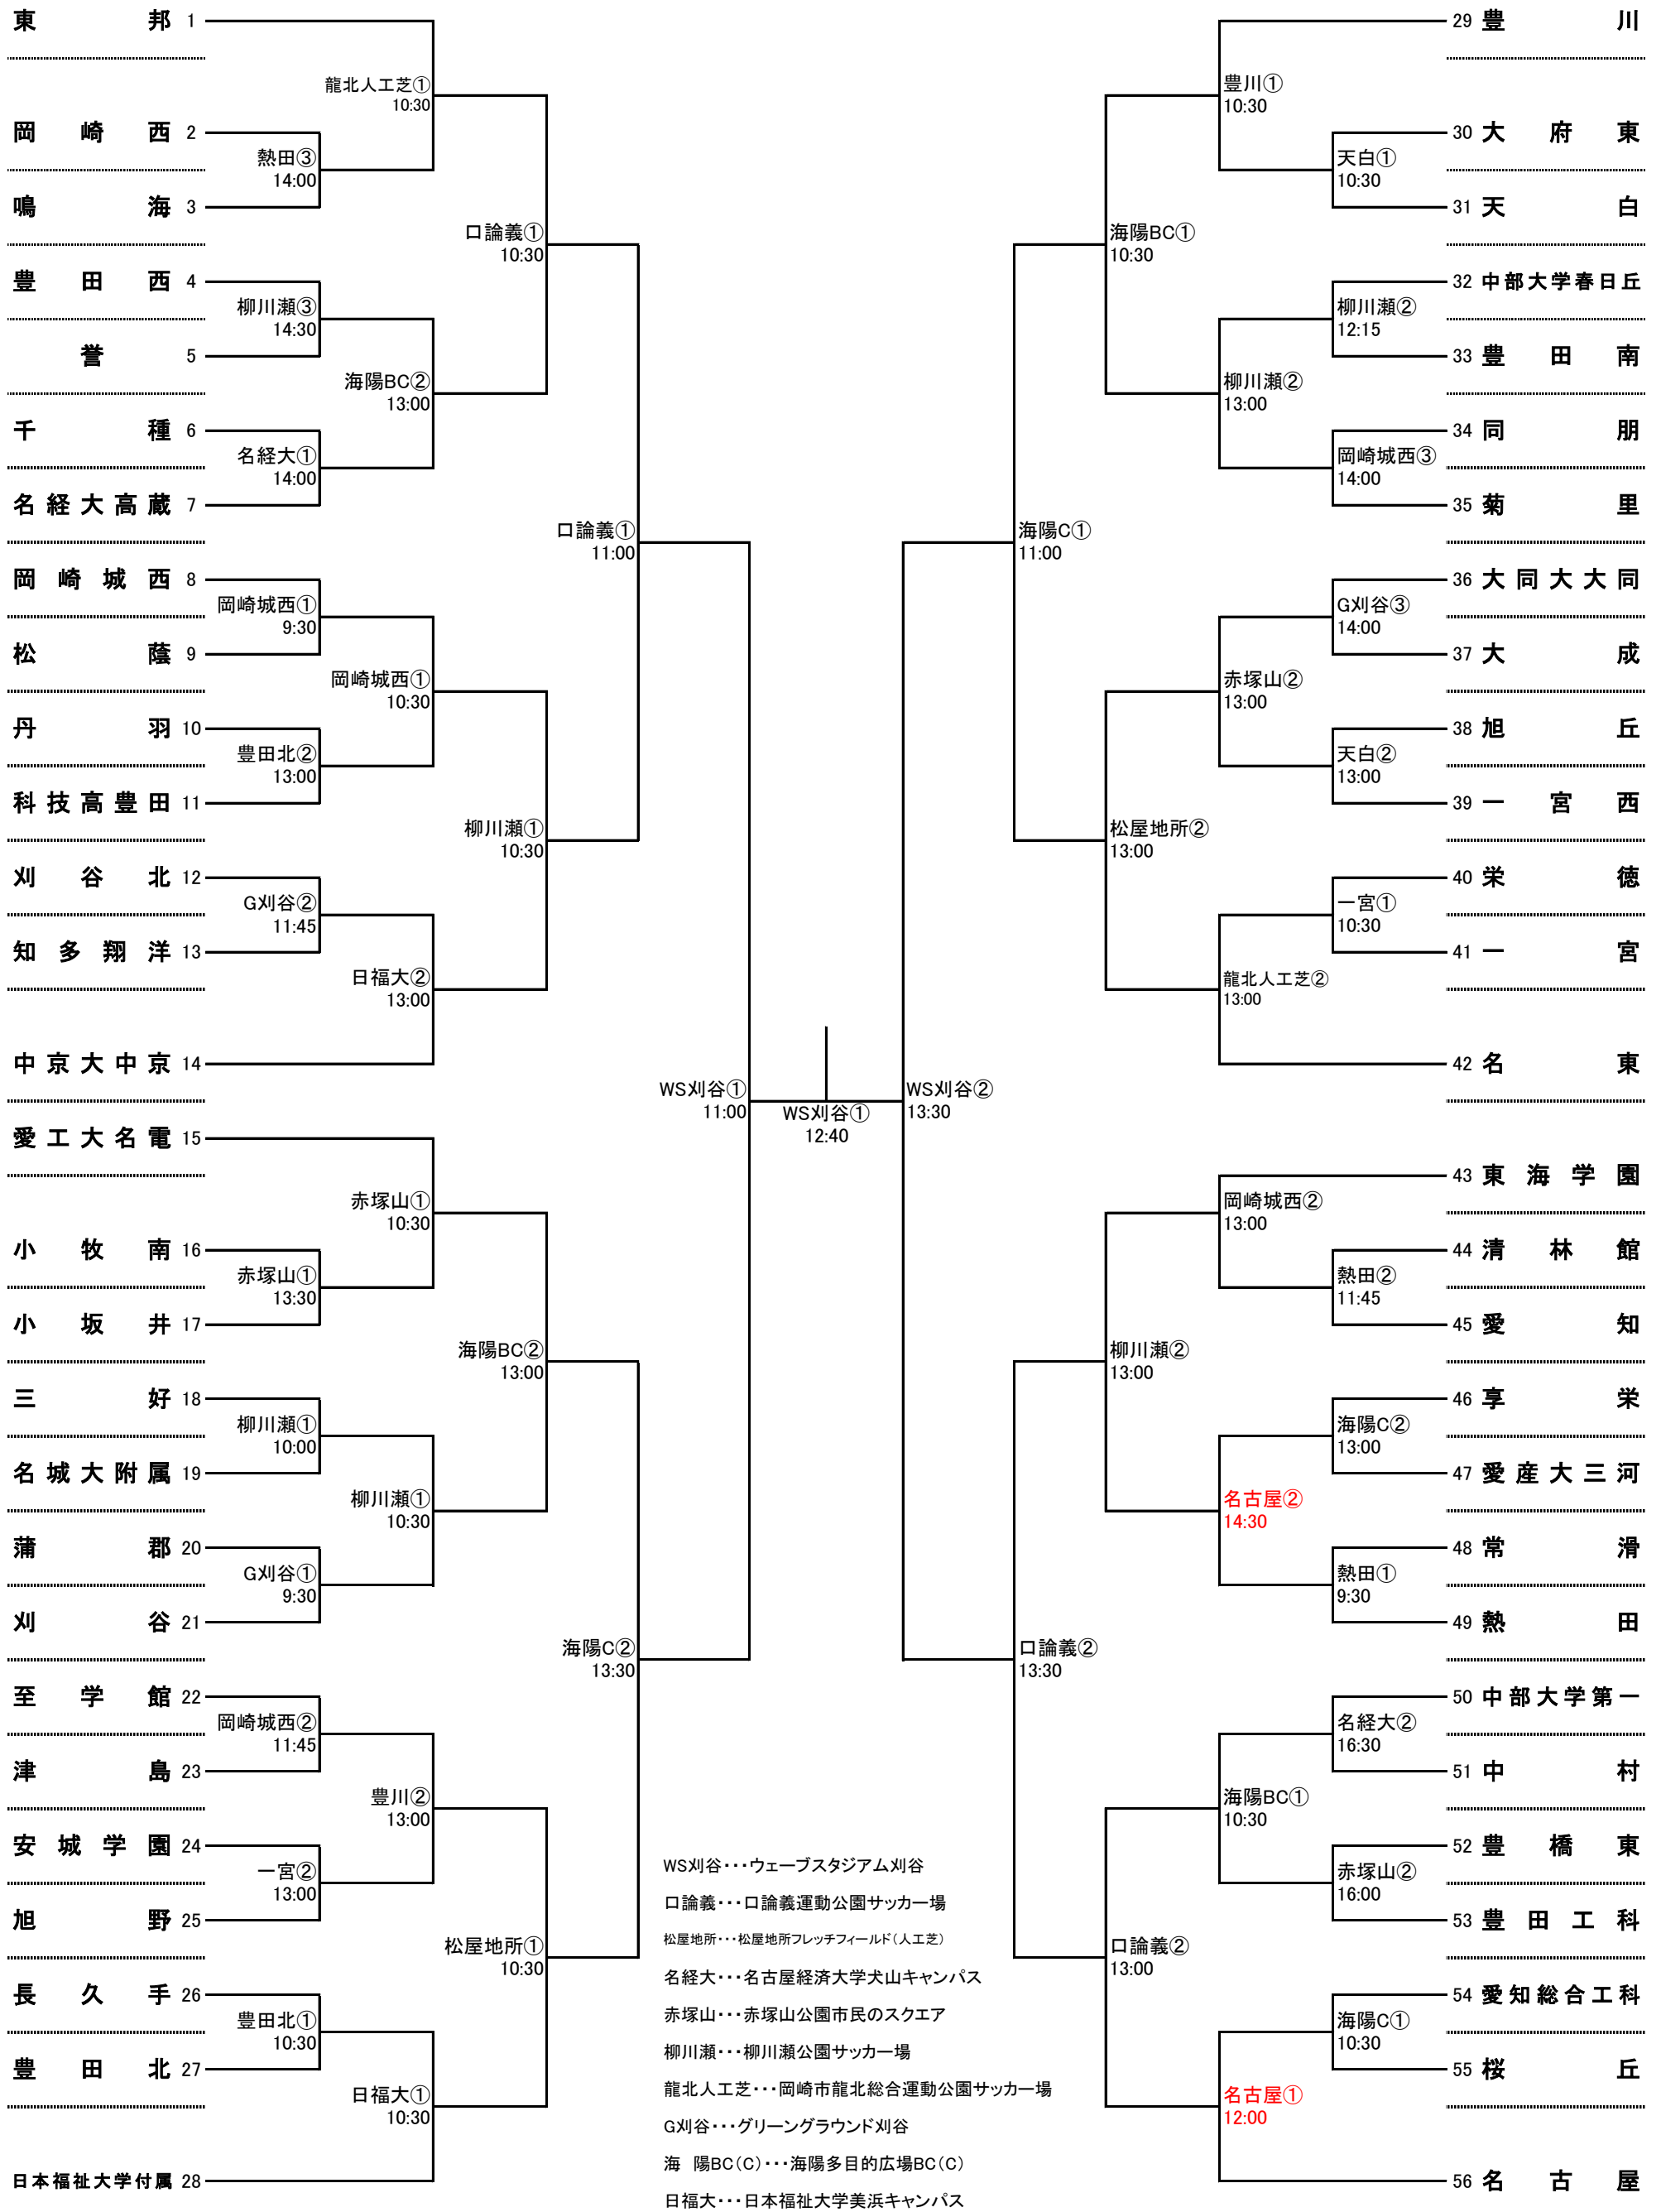 東邦 1
龍北人工芝①
10:30
岡崎西 2
熱田③
14:00
鳴海 3
口論義①
10:30
豊田西 4
柳川瀬③
14:30
誉 5
海陽BC②
13:00
千種 6
名経大①
14:00
名経大高蔵 7
口論義①
11:00
岡崎城西 8
岡崎城西①
9:30
松蔭 9
岡崎城西①
10:30
丹羽 10
豊田北②
13:00
科技高豊田 11
柳川瀬①
10:30
刈谷北 12
G刈谷②
11:45
知多翔洋 13
日福大②
13:00
中京大中京 14
WS刈谷①
11:00
愛工大名電 15
赤塚山①
10:30
小牧南 16
赤塚山①
13:30
小坂井 17
海陽BC②
13:00
三好 18
柳川瀬①
10:00
名城大附属 19
柳川瀬①
10:30
蒲郡 20
G刈谷①
9:30
刈谷 21
海陽C②
13:30
至学館 22
岡崎城西②
11:45
津島 23
豊川②
13:00
安城学園 24
一宮②
13:00
旭野 25
松屋地所①
10:30
長久手 26
豊田北①
10:30
豊田北 27
日福大①
10:30
日本福祉大学付属 28
WS刈谷①
12:40
29 豊川
豊川①
10:30
30 大府東
天白①
10:30
31 天白
海陽BC①
10:30
32 中部大学春日丘
柳川瀬②
12:15
33 豊田南
柳川瀬②
13:00
34 同朋
岡崎城西③
14:00
35 菊里
海陽C①
11:00
36 大同大大同
G刈谷③
14:00
37 大成
赤塚山②
13:00
38 旭丘
天白②
13:00
39 一宮西
松屋地所②
13:00
40 栄徳
一宮①
10:30
41 一宮
龍北人工芝②
13:00
42 名東
WS刈谷②
13:30
43 東海学園
岡崎城西②
13:00
44 清林館
熱田②
11:45
45 愛知
柳川瀬②
13:00
46 享栄
海陽C②
13:00
47 愛産大三河
名古屋②
14:30
48 常滑
熱田①
9:30
49 熱田
口論義②
13:30
50 中部大学第一
名経大②
16:30
51 中村
海陽BC①
10:30
52 豊橋東
赤塚山②
16:00
53 豊田工科
口論義②
13:00
54 愛知総合工科
海陽C①
10:30
55 桜丘
名古屋①
12:00
56 名古屋
WS刈谷・・・ウェーブスタジアム刈谷
口論義・・・口論義運動公園サッカー場
松屋地所・・・松屋地所フレッチフィールド（人工芝）
名経大・・・名古屋経済大学犬山キャンパス
赤塚山・・・赤塚山公園市民のスクエア
柳川瀬・・・柳川瀬公園サッカー場
龍北人工芝・・・岡崎市龍北総合運動公園サッカー場
G刈谷・・・グリーングラウンド刈谷
海　陽BC（C）・・・海陽多目的広場BC（C）
日福大・・・日本福祉大学美浜キャンパス